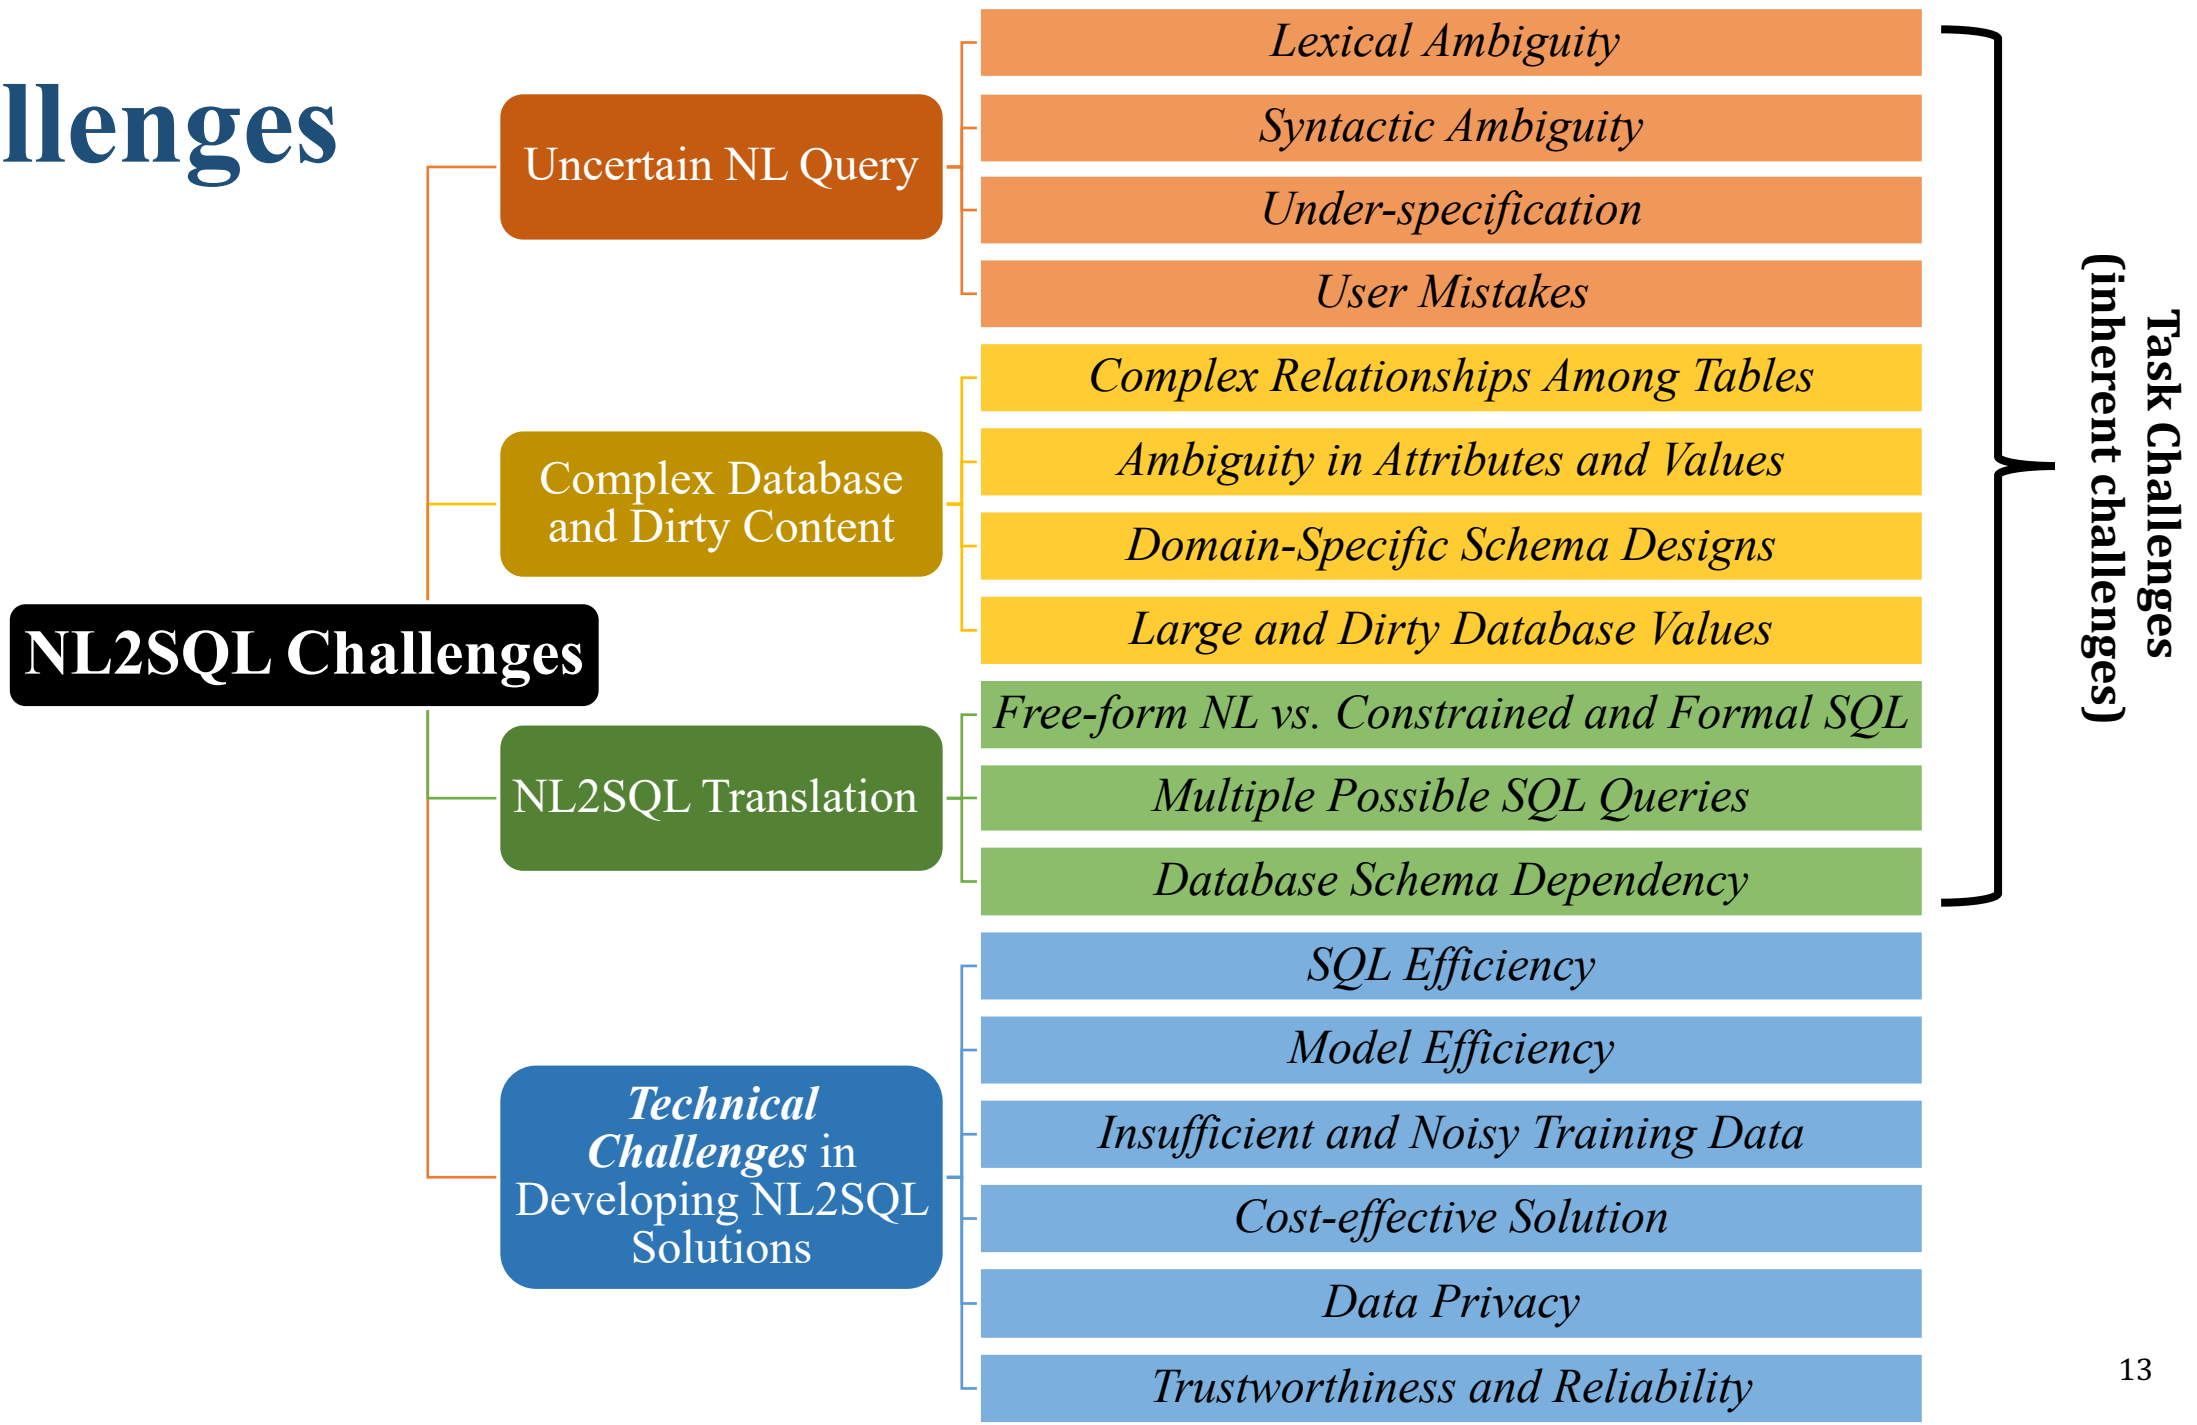 llenges
NL2SQL Challenges
Uncertain NL Query
Lexical Ambiguity
Syntactic Ambiguity
Under-specification
User Mistakes
Complex Database
and Dirty Content
Complex Relationships Among Tables
Ambiguity in Attributes and Values
Domain-Specific Schema Designs
Large and Dirty Database Values
NL2SQL Translation
Free-form NL vs. Constrained and Formal SQL
Multiple Possible SQL Queries
Database Schema Dependency
Technical
Challenges in
Developing NL2SQL
Solutions
SQL Efficiency
Model Efficiency
Insufficient and Noisy Training Data
Cost-effective Solution
Data Privacy
Trustworthiness and Reliability
Task Challenges
(inherent challenges)
13